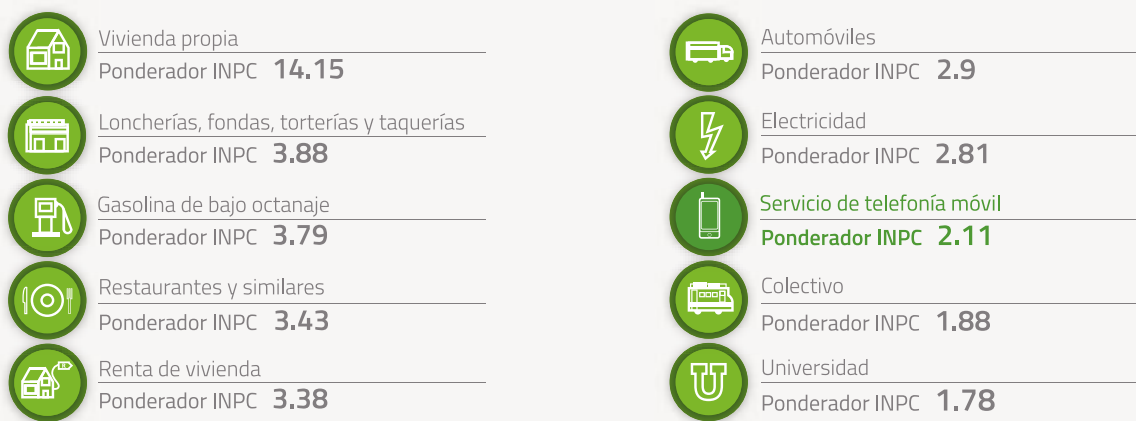 Vivienda propia
Ponderador INPC 14.15
Loncherías, fondas, torterías y taquerías
Ponderador INPC 3.88
Gasolina de bajo octanaje
Ponderador INPC 3.79
Restaurantes y similares
Ponderador INPC 3.43
Renta de vivienda
Ponderador INPC 3.38
Automóviles
Ponderador INPC 2.9
Electricidad
Ponderador INPC 2.81
Servicio de telefonía móvil
Ponderador INPC 2.11
Colectivo
Ponderador INPC 1.88
Universidad
Ponderador INPC 1.78